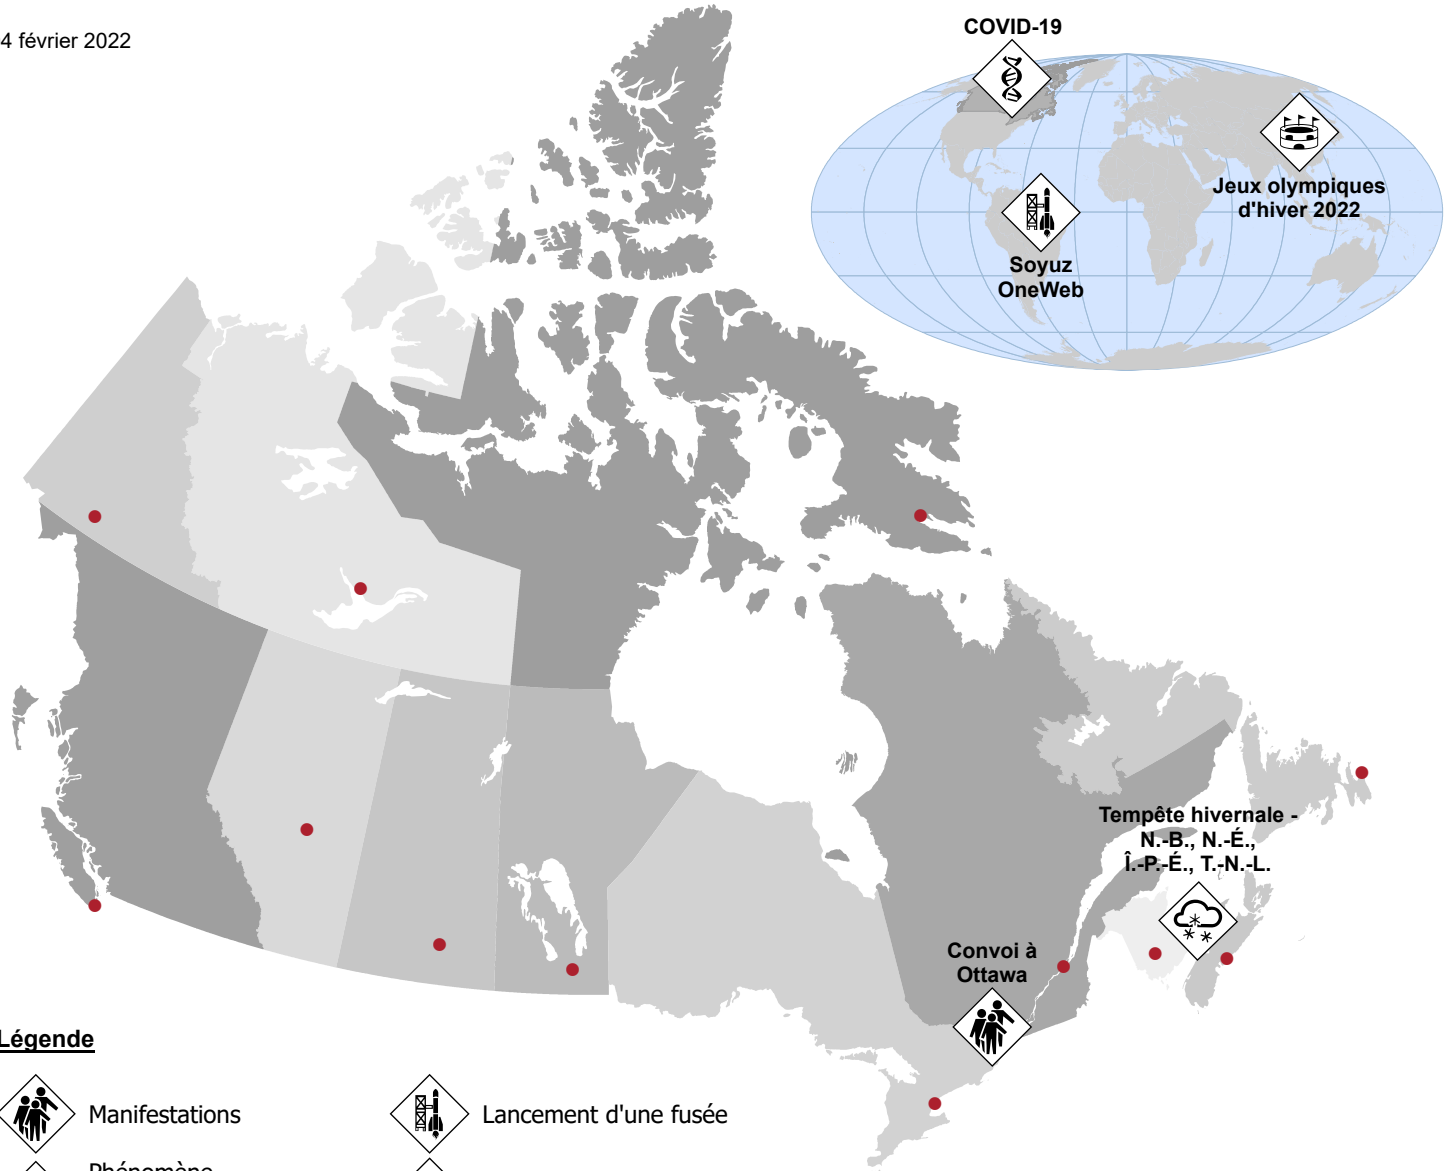 4 février 2022
COVID-19
Jeux olympiques
d'hiver 2022
Soyuz
OneWeb
Tempête hivernale -
N.-B., N.-É.,
Î.-P.-É., T.-N.-L.
Convoi à
Ottawa
Légende
Manifestations
Lancement d'une fusée
Phénomène